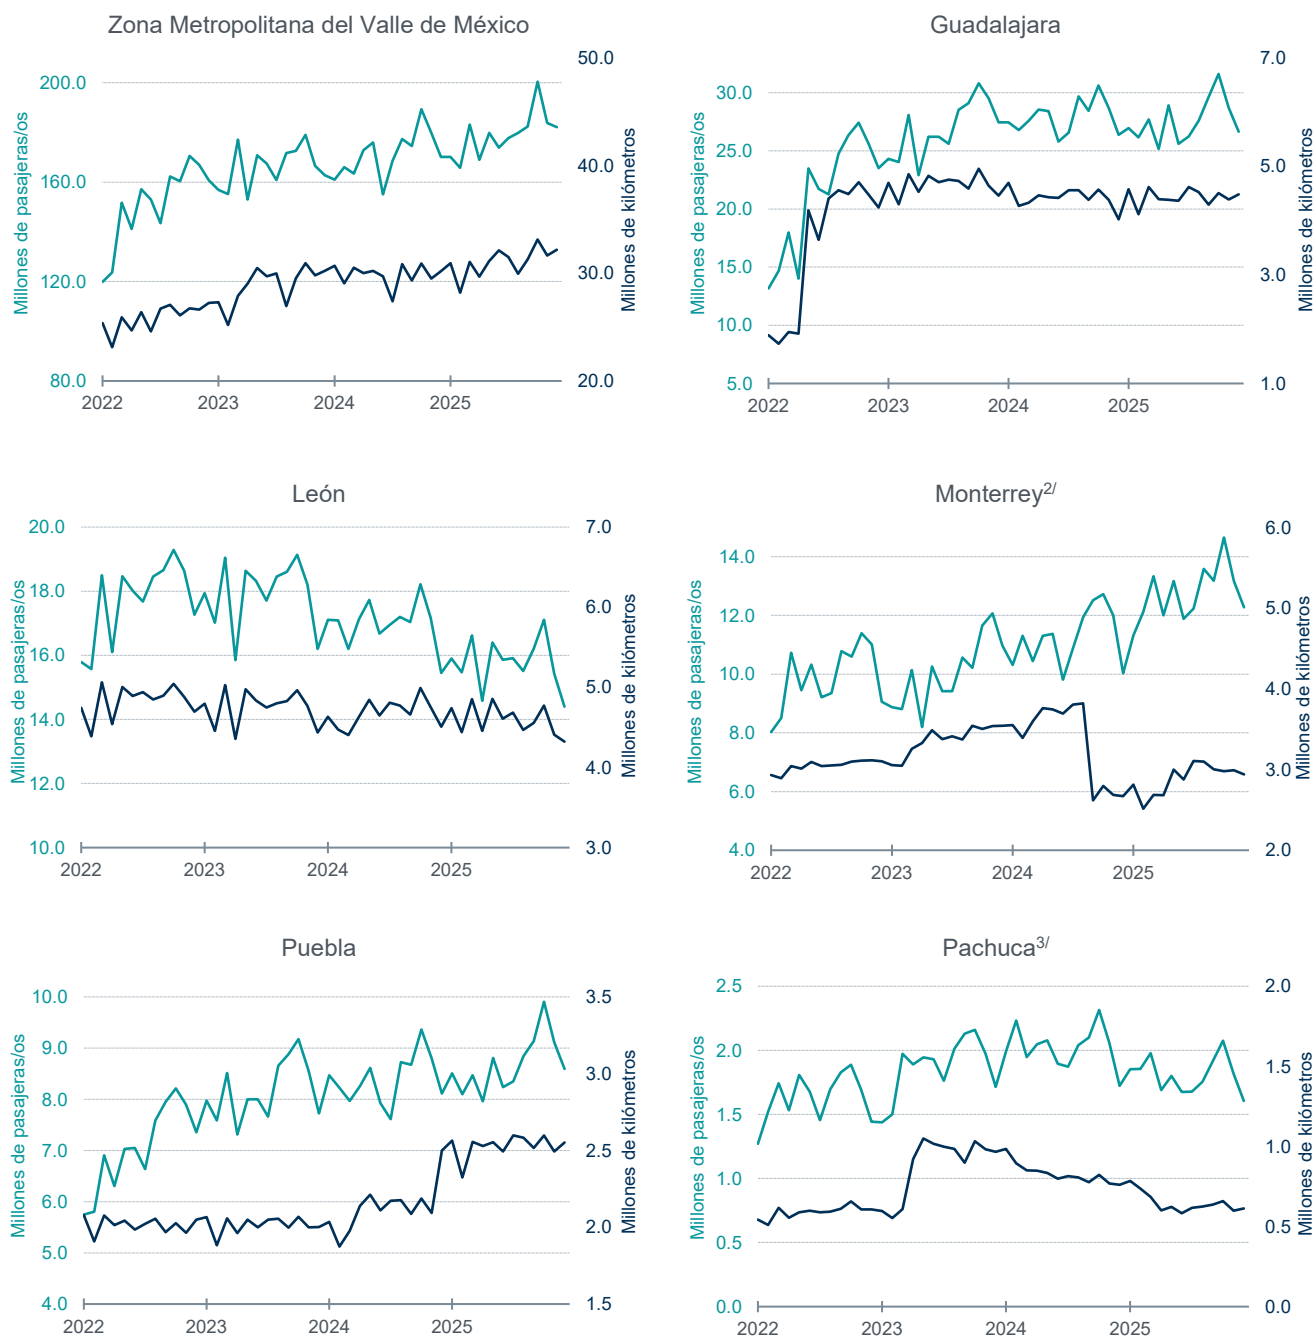 Zona Metropolitana del Valle de México
Millones de pasajeras/os
200.0
160.0
120.0
80.0
50.0
40.0
30.0
20.0
Millones de kilómetros
2022 2023 2024 2025
Guadalajara
Millones de pasajeras/os
30.0
25.0
20.0
15.0
10.0
5.0
7.0
5.0
3.0
1.0
Millones de kilómetros
2022 2023 2024 2025
León
Millones de pasajeras/os
20.0
18.0
16.0
14.0
12.0
10.0
7.0
6.0
5.0
4.0
3.0
Millones de kilómetros
2022 2023 2024 2025
Monterrey2/
Millones de pasajeras/os
14.0
12.0
10.0
8.0
6.0
4.0
6.0
5.0
4.0
3.0
2.0
Millones de kilómetros
2022 2023 2024 2025
Puebla
Millones de pasajeras/os
10.0
9.0
8.0
7.0
6.0
5.0
4.0
3.5
3.0
2.5
2.0
1.5
Millones de kilómetros
2022 2023 2024 2025
Pachuca3/
Millones de pasajeras/os
2.5
2.0
1.5
1.0
0.5
0.0
2.0
1.5
1.0
0.5
0.0
Millones de kilómetros
2022 2023 2024 2025